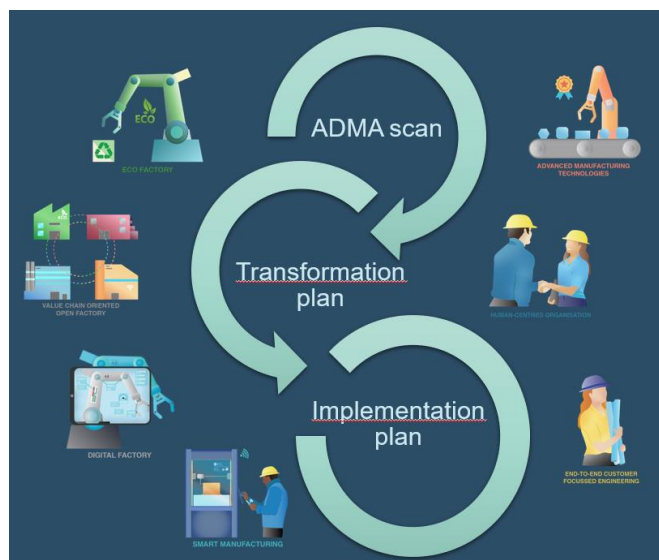 ADMA scan
ECO
ECO FACTORY
ADVANCED MANUFACTURING
TECHNOLOGIES
Transformation
plan
VALUE CHAIN ORIENTED
OPEN FACTORY
HUMAN-CENTRED ORGANISATION
Implementation
plan
DIGITAL FACTORY
END-TO-END CUSTOMER
FOCUSSED ENGINEERING
SMART MANUFACTURING